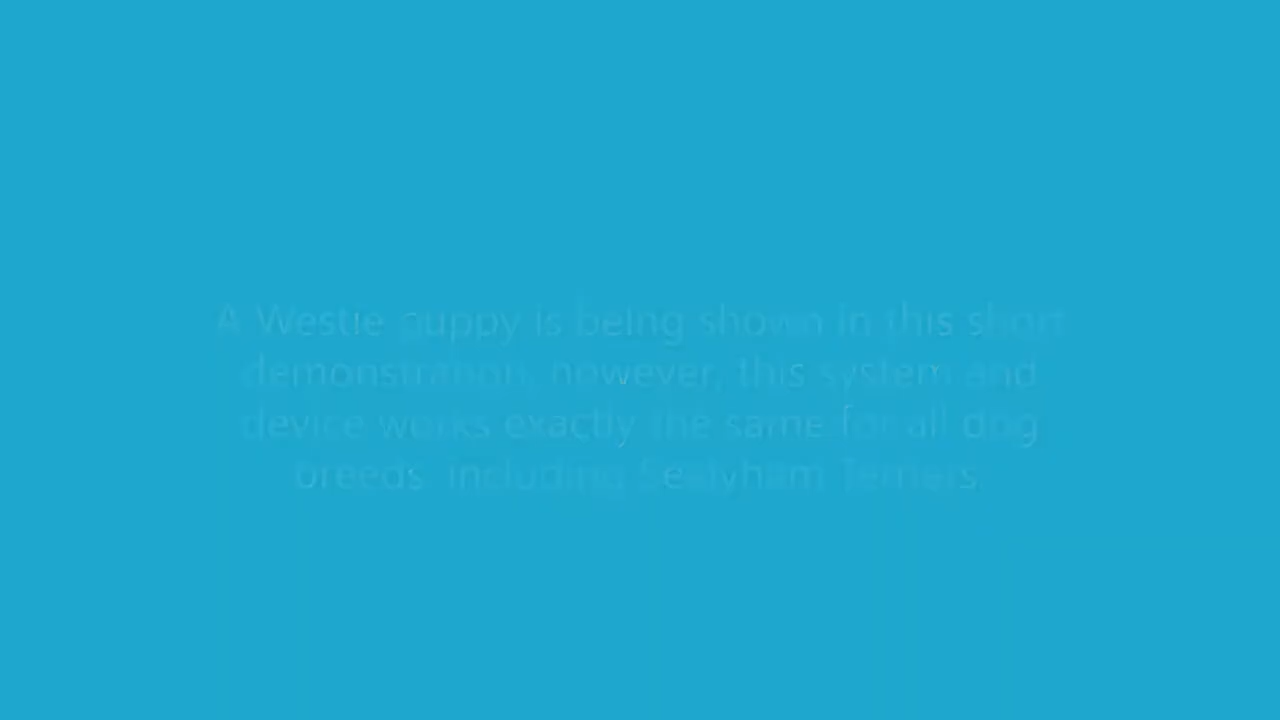 A Westie puppy is being shown in this short
demonstration, however, this system and
device works exactly the same for all dog
breeds, including Sealyham Terriers.